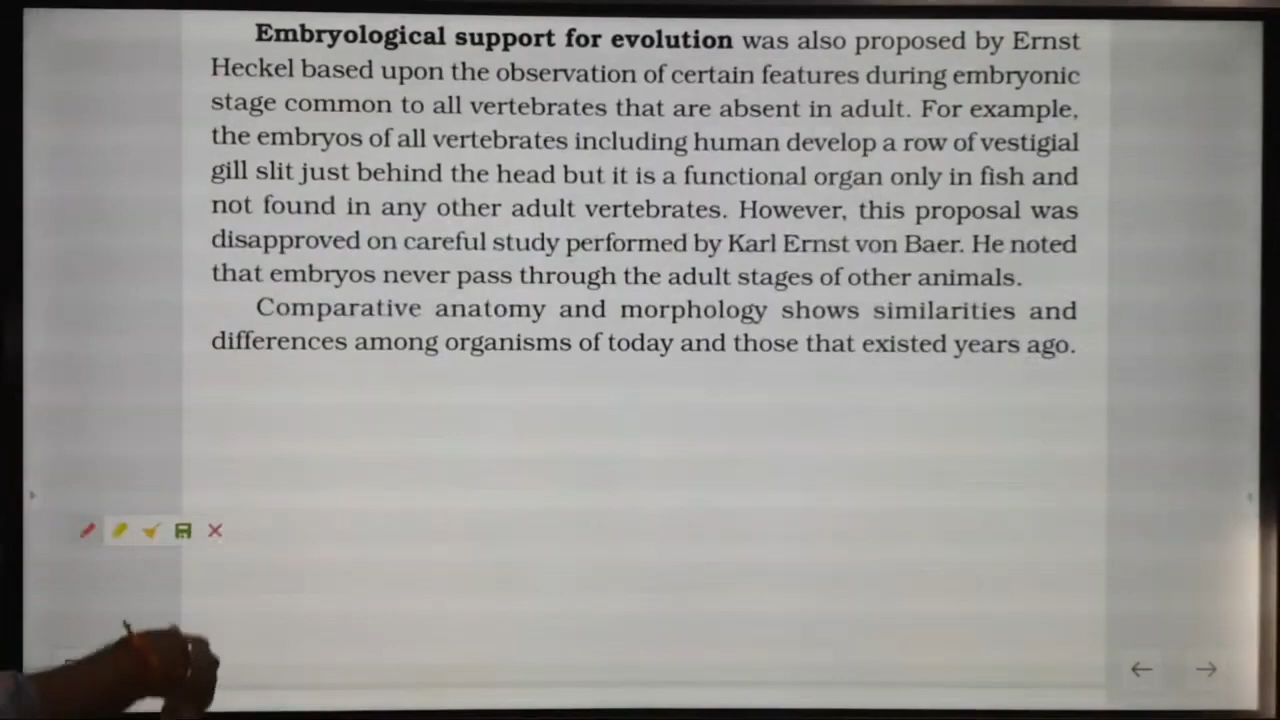 Embryological support for evolution was also proposed by Ernst
Heckel based upon the observation of certain features during embryonic
stage common to all vertebrates that are absent in adult. For example,
the embryos of all vertebrates including human develop a row of vestigial
gill slit just behind the head but it is a functional organ only in fish and
not found in any other adult vertebrates. However, this proposal was
disapproved on careful study performed by Karl Ernst von Baer. He noted
that embryos never pass through the adult stages of other animals.
Comparative anatomy and morphology shows similarities and
differences among organisms of today and those that existed years ago.